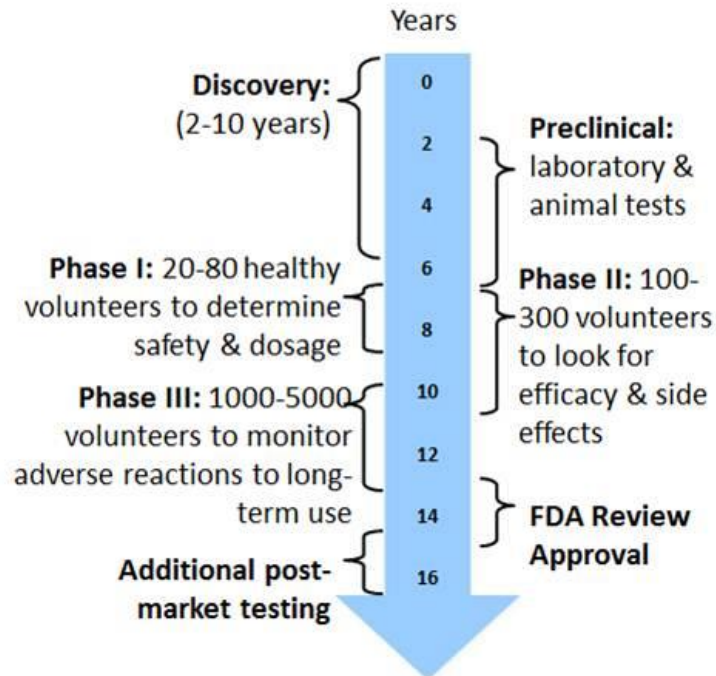 Years
0
2
4
6
8
10
12
14
16
Discovery:
(2-10 years)
Preclinical:
laboratory &
animal tests
Phase I: 20-80 healthy
volunteers to determine
safety & dosage
Phase II: 100-
300 volunteers
to look for
efficacy & side
effects
Phase III: 1000-5000
volunteers to monitor
adverse reactions to long-
term use
FDA Review
Approval
Additional post-
market testing